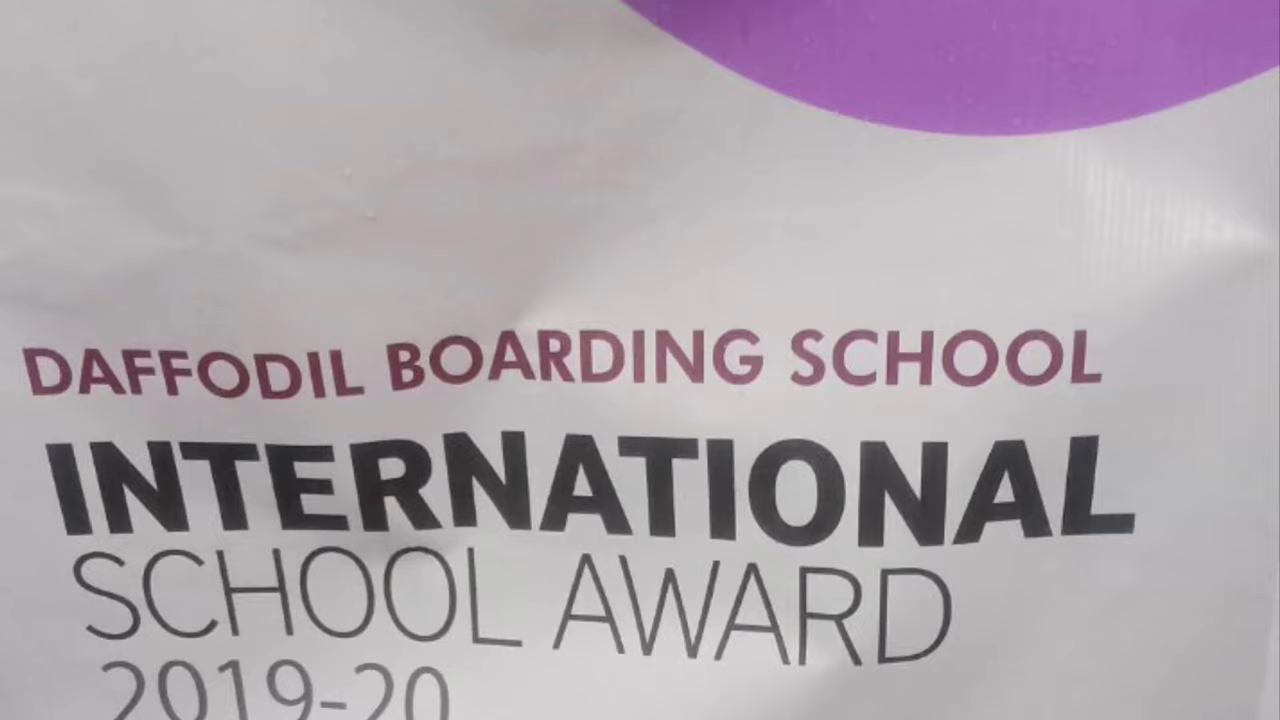 DAFFODIL BOARDING SCHOOL
INTERNATIONAL
SCHOOL AWARD
2019-20